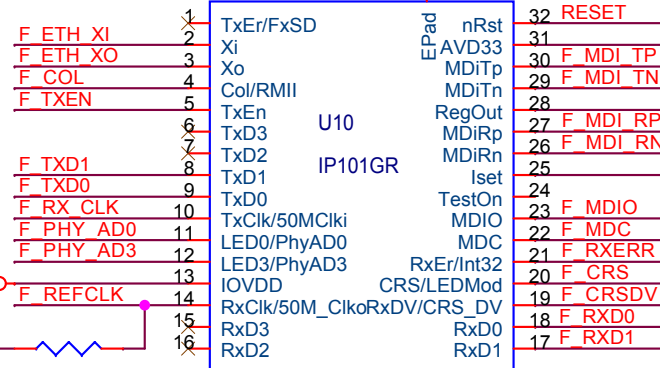 1 TxEr/FxSD EPad nRst 32 RESET
F_ETH_XI 2 Xi AVD33 31
F_ETH_XO 3 Xo MDiTp 30 F_MDI_TP
F_COL 4 Col/RMII MDiTn 29 F_MDI_TN
F_TXEN 5 TxEn RegOut 28
6 TxD3 U10 MDiRp 27 F_MDI_RP
7 TxD2 MDiRn 26 F_MDI_RN
F_TXD1 8 TxD1 IP101GR Iset 25
F_TXD0 9 TxD0 TestOn 24
F_RX_CLK 10 TxClk/50MClki MDIO 23 F_MDIO
F_PHY_AD0 11 LED0/PhyAD0 MDC 22 F_MDC
F_PHY_AD3 12 LED3/PhyAD3 RxEr/Int32 21 F_RXERR
13 IOVDD CRS/LEDMod 20 F_CRS
F_REFCLK 14 RxClk/50M_ClkoRxDV/CRS_DV 19 F_CRSDV
15 RxD3 RxD0 18 F_RXD0
16 RxD2 RxD1 17 F_RXD1